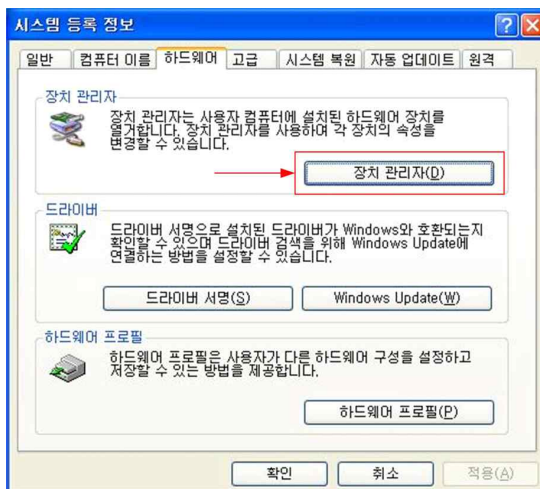 시스템 등록 정보
일반 컴퓨터 이름 하드웨어 고급 시스템 복원 자동 업데이트 원격
장치 관리자
장치 관리자는 사용자 컴퓨터에 설치된 하드웨어 장치를
열거합니다. 장치 관리자를 사용하여 각 장치의 속성을
변경할 수 있습니다.
장치 관리자(D)
드라이버
드라이버 서명으로 설치된 드라이버가 Windows와 호환되는지
확인할 수 있으며 드라이버 검색을 위해 Windows Update에
연결하는 방법을 설정할 수 있습니다.
드라이버 서명(S) Windows Update(W)
하드웨어 프로필
하드웨어 프로필은 사용자가 다른 하드웨어 구성을 설정하고
저장할 수 있는 방법을 제공합니다.
하드웨어 프로필(P)
확인 취소 적용(A)